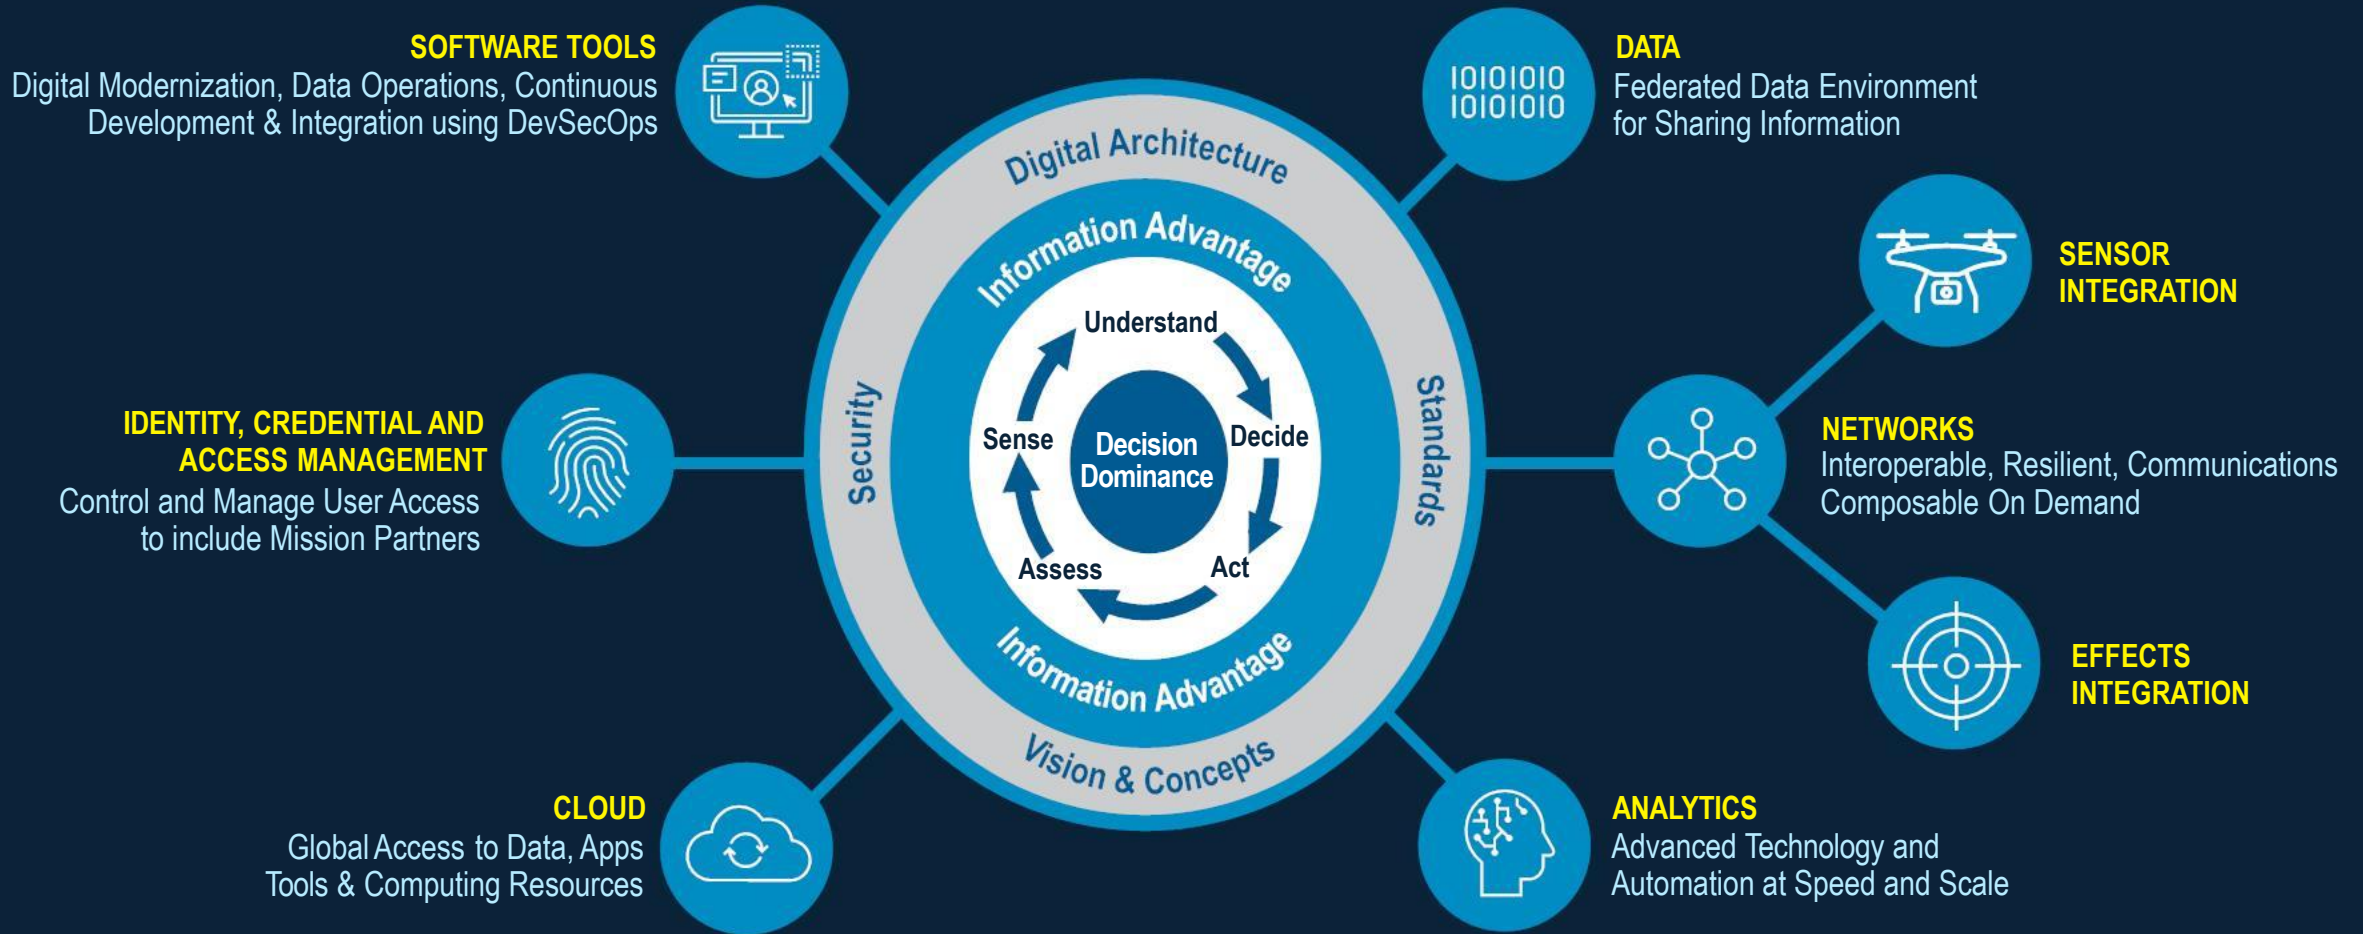 SOFTWARE TOOLS
Digital Modernization, Data Operations, Continuous
Development & Integration using DevSecOps
10101010
10101010
DATA
Federated Data Environment
for Sharing Information
SENSOR
INTEGRATION
IDENTITY, CREDENTIAL AND
ACCESS MANAGEMENT
Control and Manage User Access
to include Mission Partners
Digital Architecture
Security
Standards
Vision & Concepts
Information Advantage
Understand
Sense
Decision
Dominance
Decide
Assess
Act
Information Advantage
NETWORKS
Interoperable, Resilient, Communications
Composable On Demand
EFFECTS
INTEGRATION
CLOUD
Global Access to Data, Apps
Tools & Computing Resources
ANALYTICS
Advanced Technology and
Automation at Speed and Scale